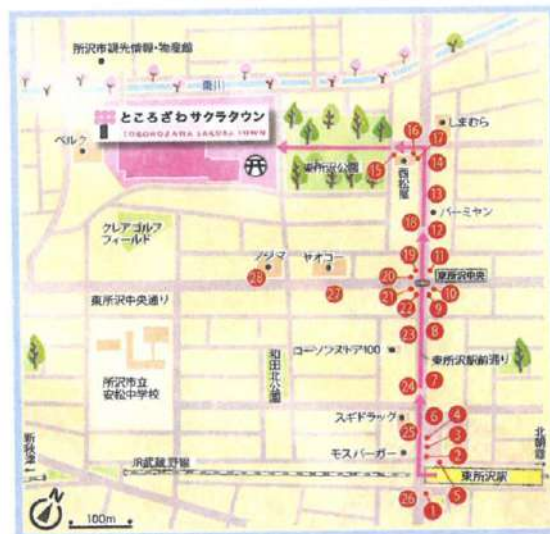 所沢市観光情報・物産館
東川
ところざわサクラタウン
TOKOROZAWA SAKURA TOWN
しまむら
ベルク
16
17
15
西松屋
14
東所沢公園
13
18
バーミヤン
12
クレアゴルフ
フィールド
ノジマ
ヤオコー
19
11
28
20
東所沢中央
27
21
22
10
9
東所沢中央通り
23
8
ローソンストア100
東所沢駅前通り
所沢市立
安松中学校
和田北公園
24
7
スギドラッグ
25
6
4
3
モスバーガー
2
新秋津
JR武蔵野線
北朝霞
東所沢駅
26
1
5
N
100m